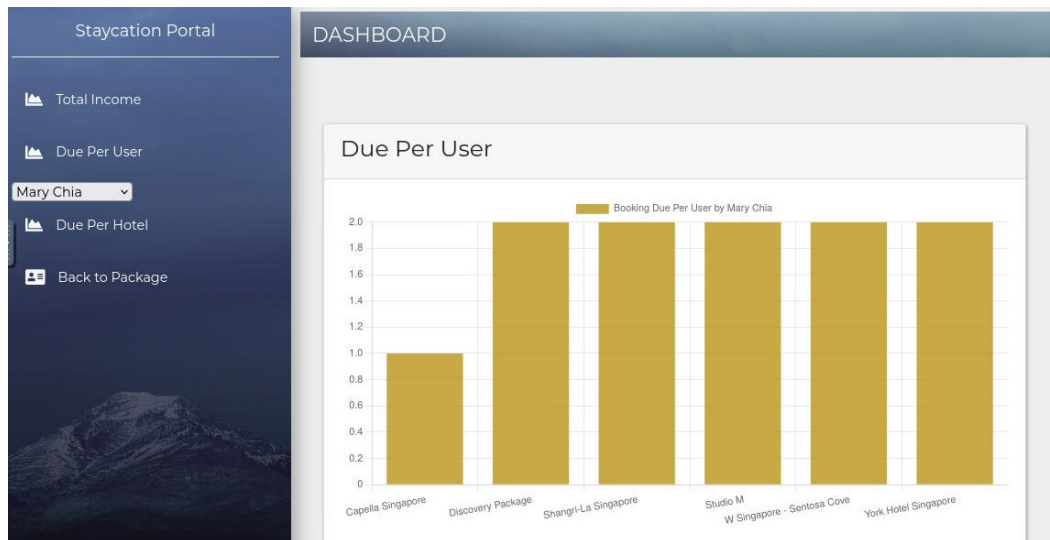 Staycation Portal
Total Income
Due Per User
Mary Chia
Due Per Hotel
Back to Package
DASHBOARD
Due Per User
Booking Due Per User by Mary Chia
2.0
1.8
1.6
1.4
1.2
1.0
0.8
0.6
0.4
0.2
0
Capella Singapore
Discovery Package
Shangri-La Singapore
Studio M
W Singapore - Sentosa Cove
York Hotel Singapore